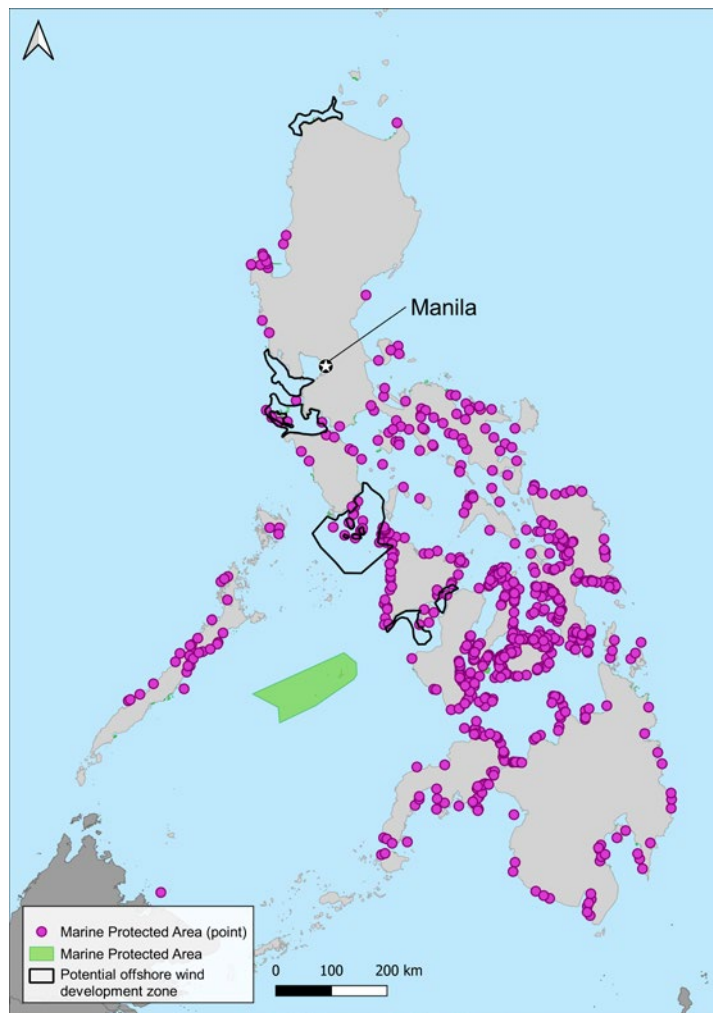 Manila
Marine Protected Area (point)
Marine Protected Area
Potential offshore wind
development zone
0 100 200 km